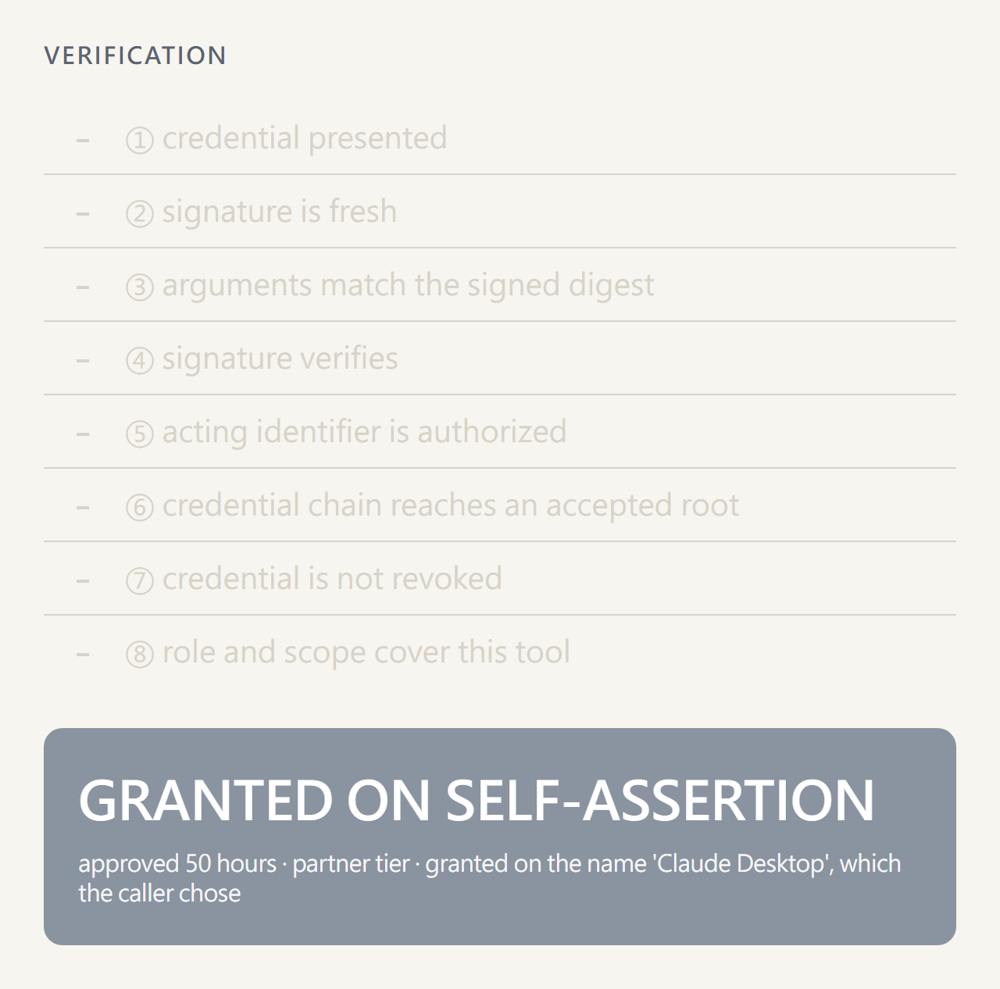 VERIFICATION
– ① credential presented
– ② signature is fresh
– ③ arguments match the signed digest
– ④ signature verifies
– ⑤ acting identifier is authorized
– ⑥ credential chain reaches an accepted root
– ⑦ credential is not revoked
– ⑧ role and scope cover this tool
GRANTED ON SELF-ASSERTION
approved 50 hours · partner tier · granted on the name 'Claude Desktop', which
the caller chose